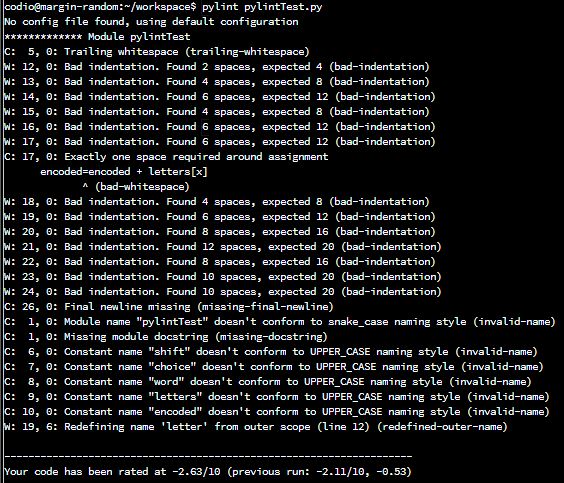 codio@margin-random:~/workspace$ pylint pylintTest.py
No config file found, using default configuration
************* Module pylintTest
C:  5, 0: Trailing whitespace (trailing-whitespace)
W: 12, 0: Bad indentation. Found 2 spaces, expected 4 (bad-indentation)
W: 13, 0: Bad indentation. Found 4 spaces, expected 8 (bad-indentation)
W: 14, 0: Bad indentation. Found 6 spaces, expected 12 (bad-indentation)
W: 15, 0: Bad indentation. Found 4 spaces, expected 8 (bad-indentation)
W: 16, 0: Bad indentation. Found 6 spaces, expected 12 (bad-indentation)
W: 17, 0: Bad indentation. Found 6 spaces, expected 12 (bad-indentation)
C: 17, 0: Exactly one space required around assignment
      encoded=encoded + letters[x]
             ^ (bad-whitespace)
W: 18, 0: Bad indentation. Found 4 spaces, expected 8 (bad-indentation)
W: 19, 0: Bad indentation. Found 6 spaces, expected 12 (bad-indentation)
W: 20, 0: Bad indentation. Found 8 spaces, expected 16 (bad-indentation)
W: 21, 0: Bad indentation. Found 12 spaces, expected 20 (bad-indentation)
W: 22, 0: Bad indentation. Found 8 spaces, expected 16 (bad-indentation)
W: 23, 0: Bad indentation. Found 10 spaces, expected 20 (bad-indentation)
W: 24, 0: Bad indentation. Found 10 spaces, expected 20 (bad-indentation)
C: 26, 0: Final newline missing (missing-final-newline)
C:  1, 0: Module name "pylintTest" doesn't conform to snake_case naming style (invalid-name)
C:  1, 0: Missing module docstring (missing-docstring)
C:  6, 0: Constant name "shift" doesn't conform to UPPER_CASE naming style (invalid-name)
C:  7, 0: Constant name "choice" doesn't conform to UPPER_CASE naming style (invalid-name)
C:  8, 0: Constant name "word" doesn't conform to UPPER_CASE naming style (invalid-name)
C:  9, 0: Constant name "letters" doesn't conform to UPPER_CASE naming style (invalid-name)
C: 10, 0: Constant name "encoded" doesn't conform to UPPER_CASE naming style (invalid-name)
W: 19, 6: Redefining name 'letter' from outer scope (line 12) (redefined-outer-name)
------------------------------------------------------------------
Your code has been rated at -2.63/10 (previous run: -2.11/10, -0.53)